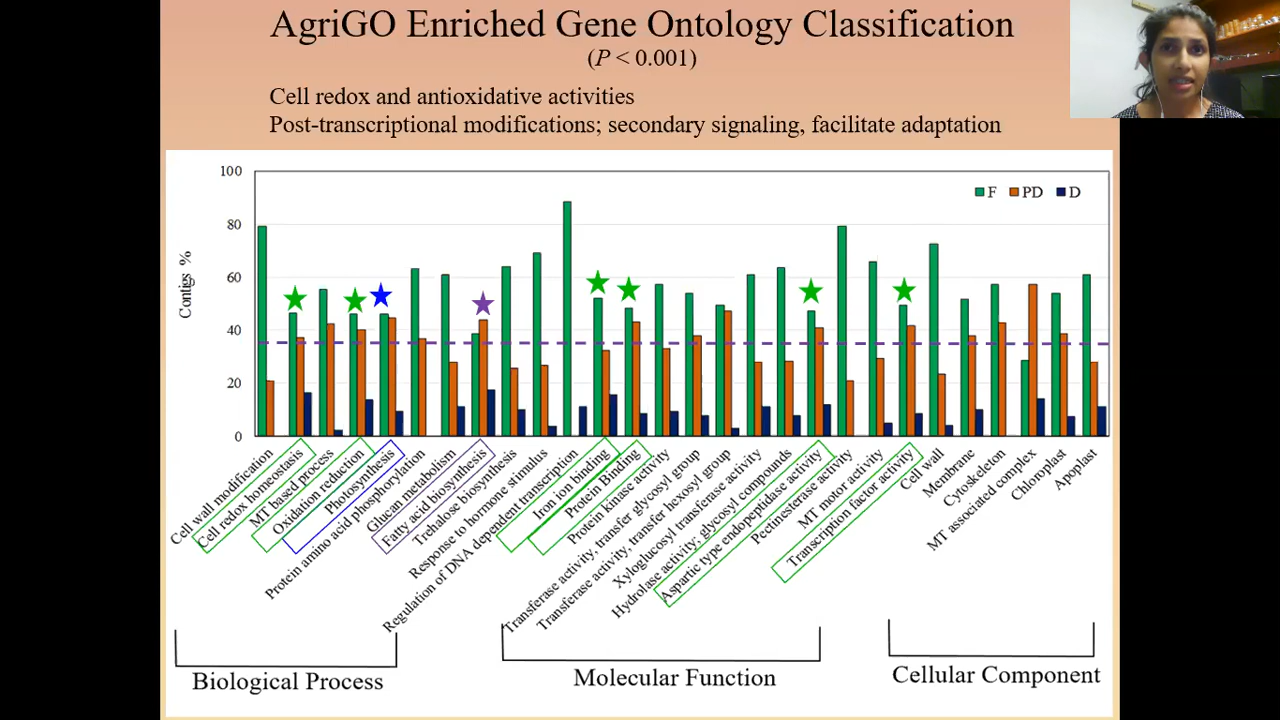 AgriGO Enriched Gene Ontology Classification
(P < 0.001)
Cell redox and antioxidative activities
Post-transcriptional modifications; secondary signaling, facilitate adaptation
100
80
60
40
20
0
Contigs %
F PD D
Cell wall modification
Cell redox homeostasis
MT based process
Oxidation reduction
Photosynthesis
Protein amino acid phosphorylation
Glucan metabolism
Fatty acid biosynthesis
Trehalose biosynthesis
Response to hormone stimulus
Regulation of DNA dependent transcription
Iron ion binding
Protein Binding
Protein kinase activity
Transferase activity, transfer glycosyl group
Transferase activity, transfer hexosyl group
Xyloglucosyl transferase activity
Hydrolase activity; glycosyl compounds
Aspartic type endopeptidase activity
Pectinesterase activity
MT motor activity
Transcription factor activity
Cell wall
Membrane
Cytoskeleton
MT associated complex
Chloroplast
Apoplast
Biological Process
Molecular Function
Cellular Component